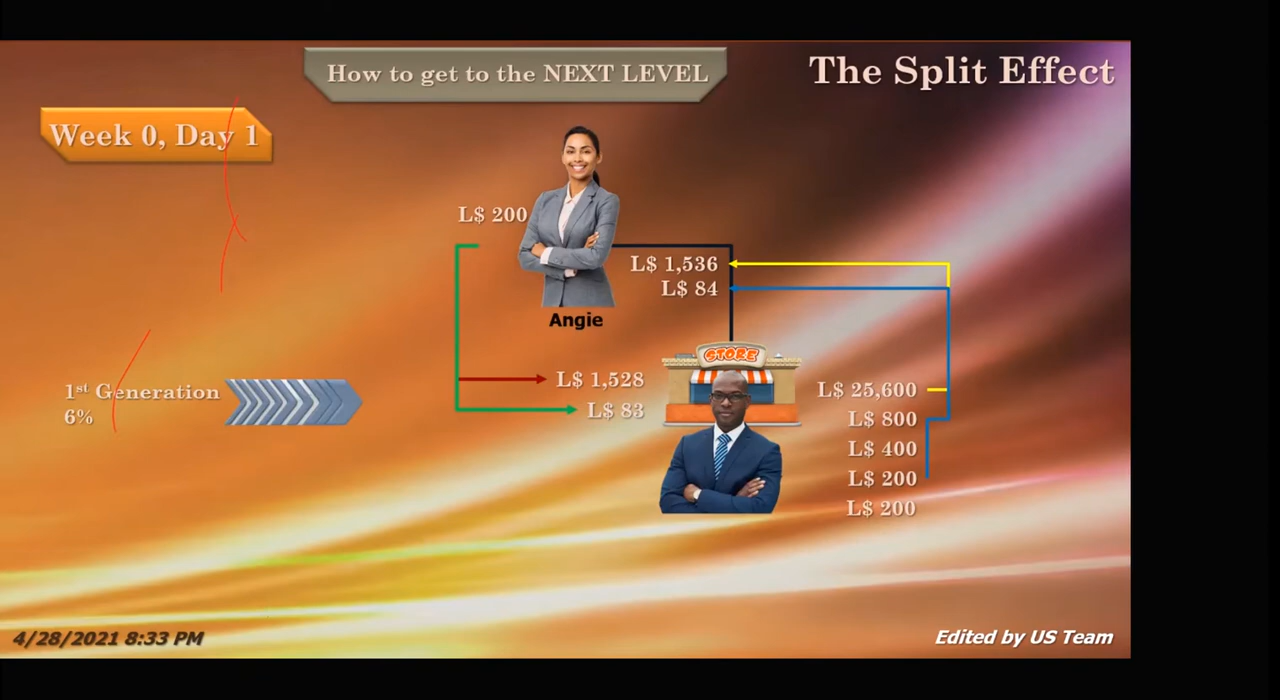 How to get to the NEXT LEVEL
The Split Effect
Week 0, Day 1
L$ 200
L$ 1,536
L$ 84
Angie
STORE
1st Generation
6%
L$ 1,528
L$ 83
L$ 25,600
L$ 800
L$ 400
L$ 200
L$ 200
4/28/2021 8:33 PM
Edited by US Team